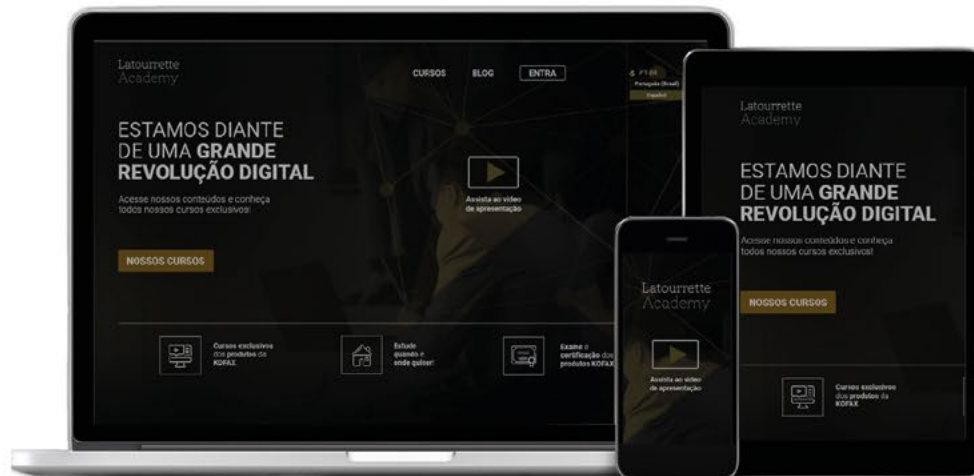 Latourrette
Academy
CURSOS
BLOG
ENTRA
PT-BR
Português (Brasil)
Español
ESTAMOS DIANTE
DE UMA GRANDE
REVOLUÇÃO DIGITAL
Acesse nossos conteúdos e conheça
todos nossos cursos exclusivos!
Assista ao vídeo
de apresentação
NOSSOS CURSOS
Cursos exclusivos
dos produtos da
KOFAX
Estude
quando e
onde quiser!
Exame e
certificação dos
produtos KOFAX
Latourrette
Academy
Assista ao vídeo
de apresentação
Latourrette
Academy
ESTAMOS DIANTE
DE UMA GRANDE
REVOLUÇÃO DIGITAL
Acesse nossos conteúdos e conheça
todos nossos cursos exclusivos!
NOSSOS CURSOS
Cursos exclusivos
dos produtos da
KOFAX